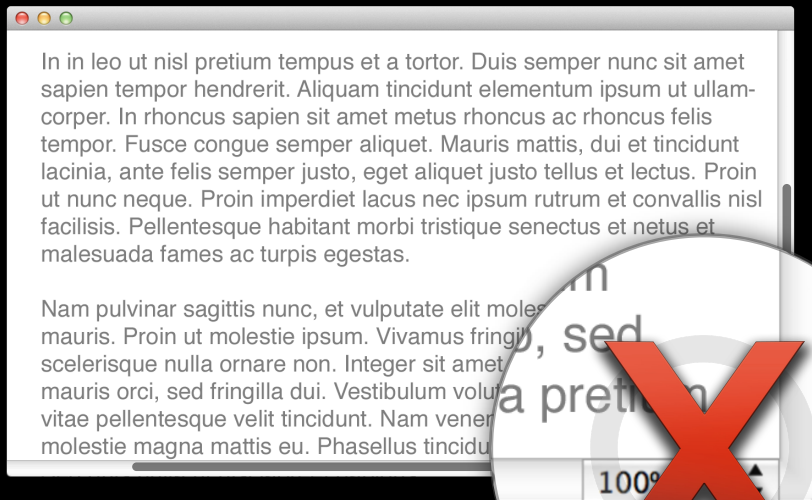 In in leo ut nisl pretium tempus et a tortor. Duis semper nunc sit amet
sapien tempor hendrerit. Aliquam tincidunt elementum ipsum ut ullam-
corper. In rhoncus sapien sit amet metus rhoncus ac rhoncus felis
tempor. Fusce congue semper aliquet. Mauris mattis, dui et tincidunt
lacinia, ante felis semper justo, eget aliquet justo tellus et lectus. Proin
ut nunc neque. Proin imperdiet lacus nec ipsum rutrum et convallis nisl
facilisis. Pellentesque habitant morbi tristique senectus et netus et
malesuada fames ac turpis egestas.
Nam pulvinar sagittis nunc, et vulputate elit moles
mauris. Proin ut molestie ipsum. Vivamus fringi
scelerisque nulla ornare non. Integer sit amet
mauris orci, sed fringilla dui. Vestibulum volut
vitae pellentesque velit tincidunt. Nam vener
molestie magna mattis eu. Phasellus tincidu
sed
a pretium
100%
X